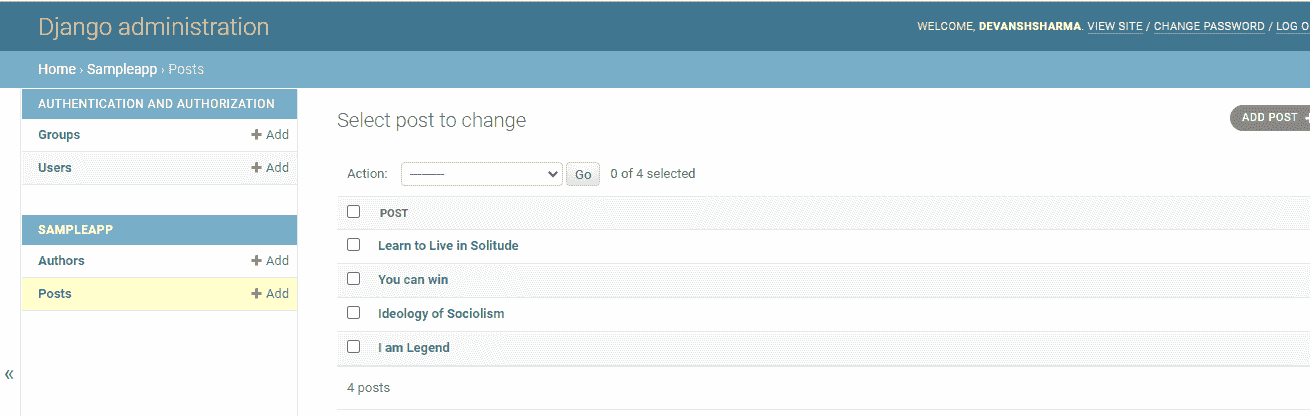 Django administration
WELCOME, DEVANSHSHARMA. VIEW SITE / CHANGE PASSWORD / LOG O
Home › Sampleapp › Posts
AUTHENTICATION AND AUTHORIZATION
Groups + Add
Users + Add
SAMPLEAPP
Authors + Add
Posts + Add
«
Select post to change
ADD POST +
Action: --------- Go 0 of 4 selected
POST
Learn to Live in Solitude
You can win
Ideology of Sociolism
I am Legend
4 posts